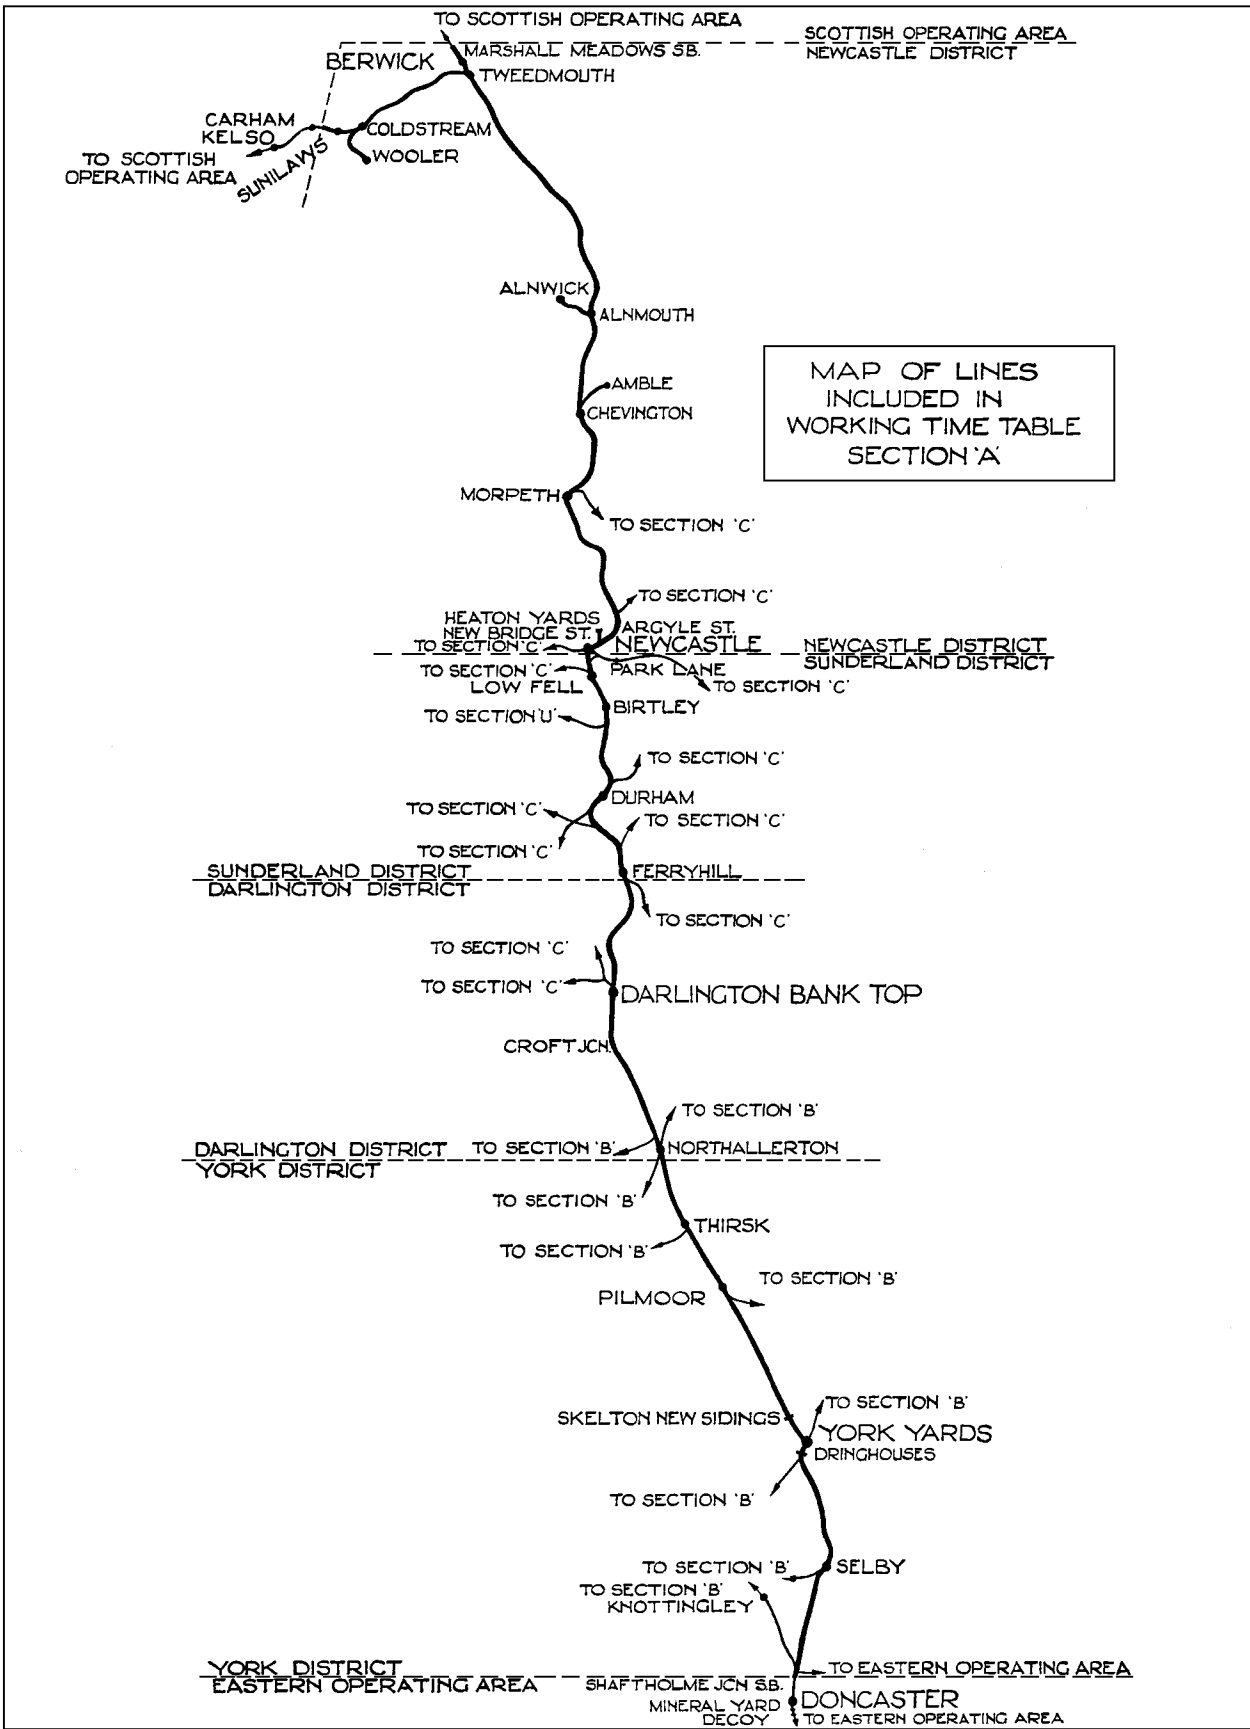 TO SCOTTISH OPERATING AREA
SCOTTISH OPERATING AREA
NEWCASTLE DISTRICT
MARSHALL MEADOWS S.B.
BERWICK
TWEEDMOUTH
CARHAM
KELSO
COLDSTREAM
WOOLER
SUNILAWS
TO SCOTTISH
OPERATING AREA
ALNWICK
ALNMOUTH
MAP OF LINES
INCLUDED IN
WORKING TIME TABLE
SECTION 'A'
AMBLE
CHEVINGTON
MORPETH
TO SECTION 'C'
TO SECTION 'C'
HEATON YARDS
NEW BRIDGE ST.
ARGYLE ST.
TO SECTION 'C'
NEWCASTLE
NEWCASTLE DISTRICT
SUNDERLAND DISTRICT
TO SECTION 'C'
PARK LANE
LOW FELL
TO SECTION 'C'
BIRTLEY
TO SECTION 'U'
TO SECTION 'C'
DURHAM
TO SECTION 'C'
TO SECTION 'C'
TO SECTION 'C'
SUNDERLAND DISTRICT
DARLINGTON DISTRICT
FERRYHILL
TO SECTION 'C'
TO SECTION 'C'
TO SECTION 'C'
DARLINGTON BANK TOP
CROFT JCN.
TO SECTION 'B'
DARLINGTON DISTRICT
YORK DISTRICT
TO SECTION 'B'
NORTHALLERTON
TO SECTION 'B'
THIRSK
TO SECTION 'B'
TO SECTION 'B'
PILMOOR
TO SECTION 'B'
SKELTON NEW SIDINGS
YORK YARDS
DRINGHOUSES
TO SECTION 'B'
TO SECTION 'B'
SELBY
TO SECTION 'B'
KNOTTINGLEY
YORK DISTRICT
EASTERN OPERATING AREA
TO EASTERN OPERATING AREA
SHAFTHOLME JCN S.B.
MINERAL YARD
DECOY
DONCASTER
TO EASTERN OPERATING AREA